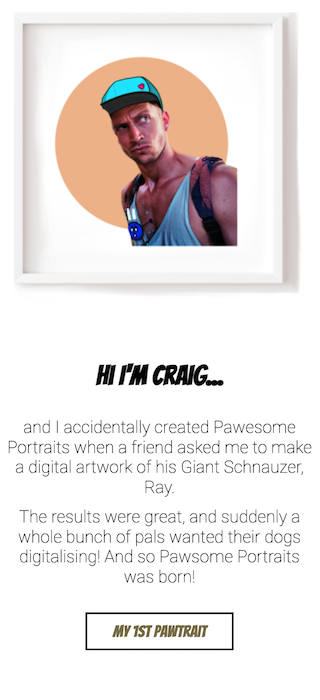 HI I'M CRAIG...
and I accidentally created Pawesome
Portraits when a friend asked me to make
a digital artwork of his Giant Schnauzer,
Ray.
The results were great, and suddenly a
whole bunch of pals wanted their dogs
digitalising! And so Pawsome Portraits
was born!
MY 1ST PAWTRAIT